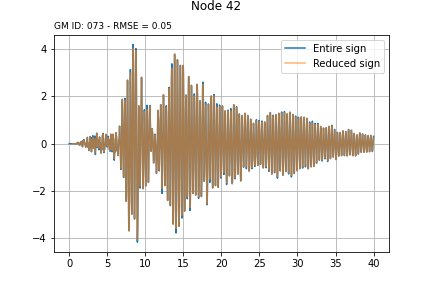 Node 42
GM ID: 073 - RMSE = 0.05
Entire sign
Reduced sign
4
2
0
−2
−4
0 5 10 15 20 25 30 35 40